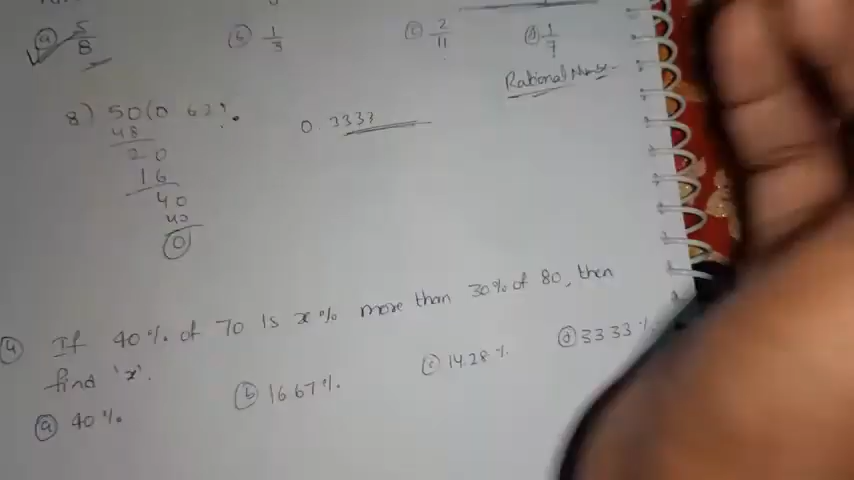 (a) 5/8 (b) 1/3 (c) 2/11 (d) 1/7
Rational Number
8) 50(0 62
48
20
16
40
40
0
0.3333
4 If 40% of 70 is x% more than 30% of 80, then
find 'x'.
(a) 40% (b) 16.67% (c) 14.28% (d) 33.33%